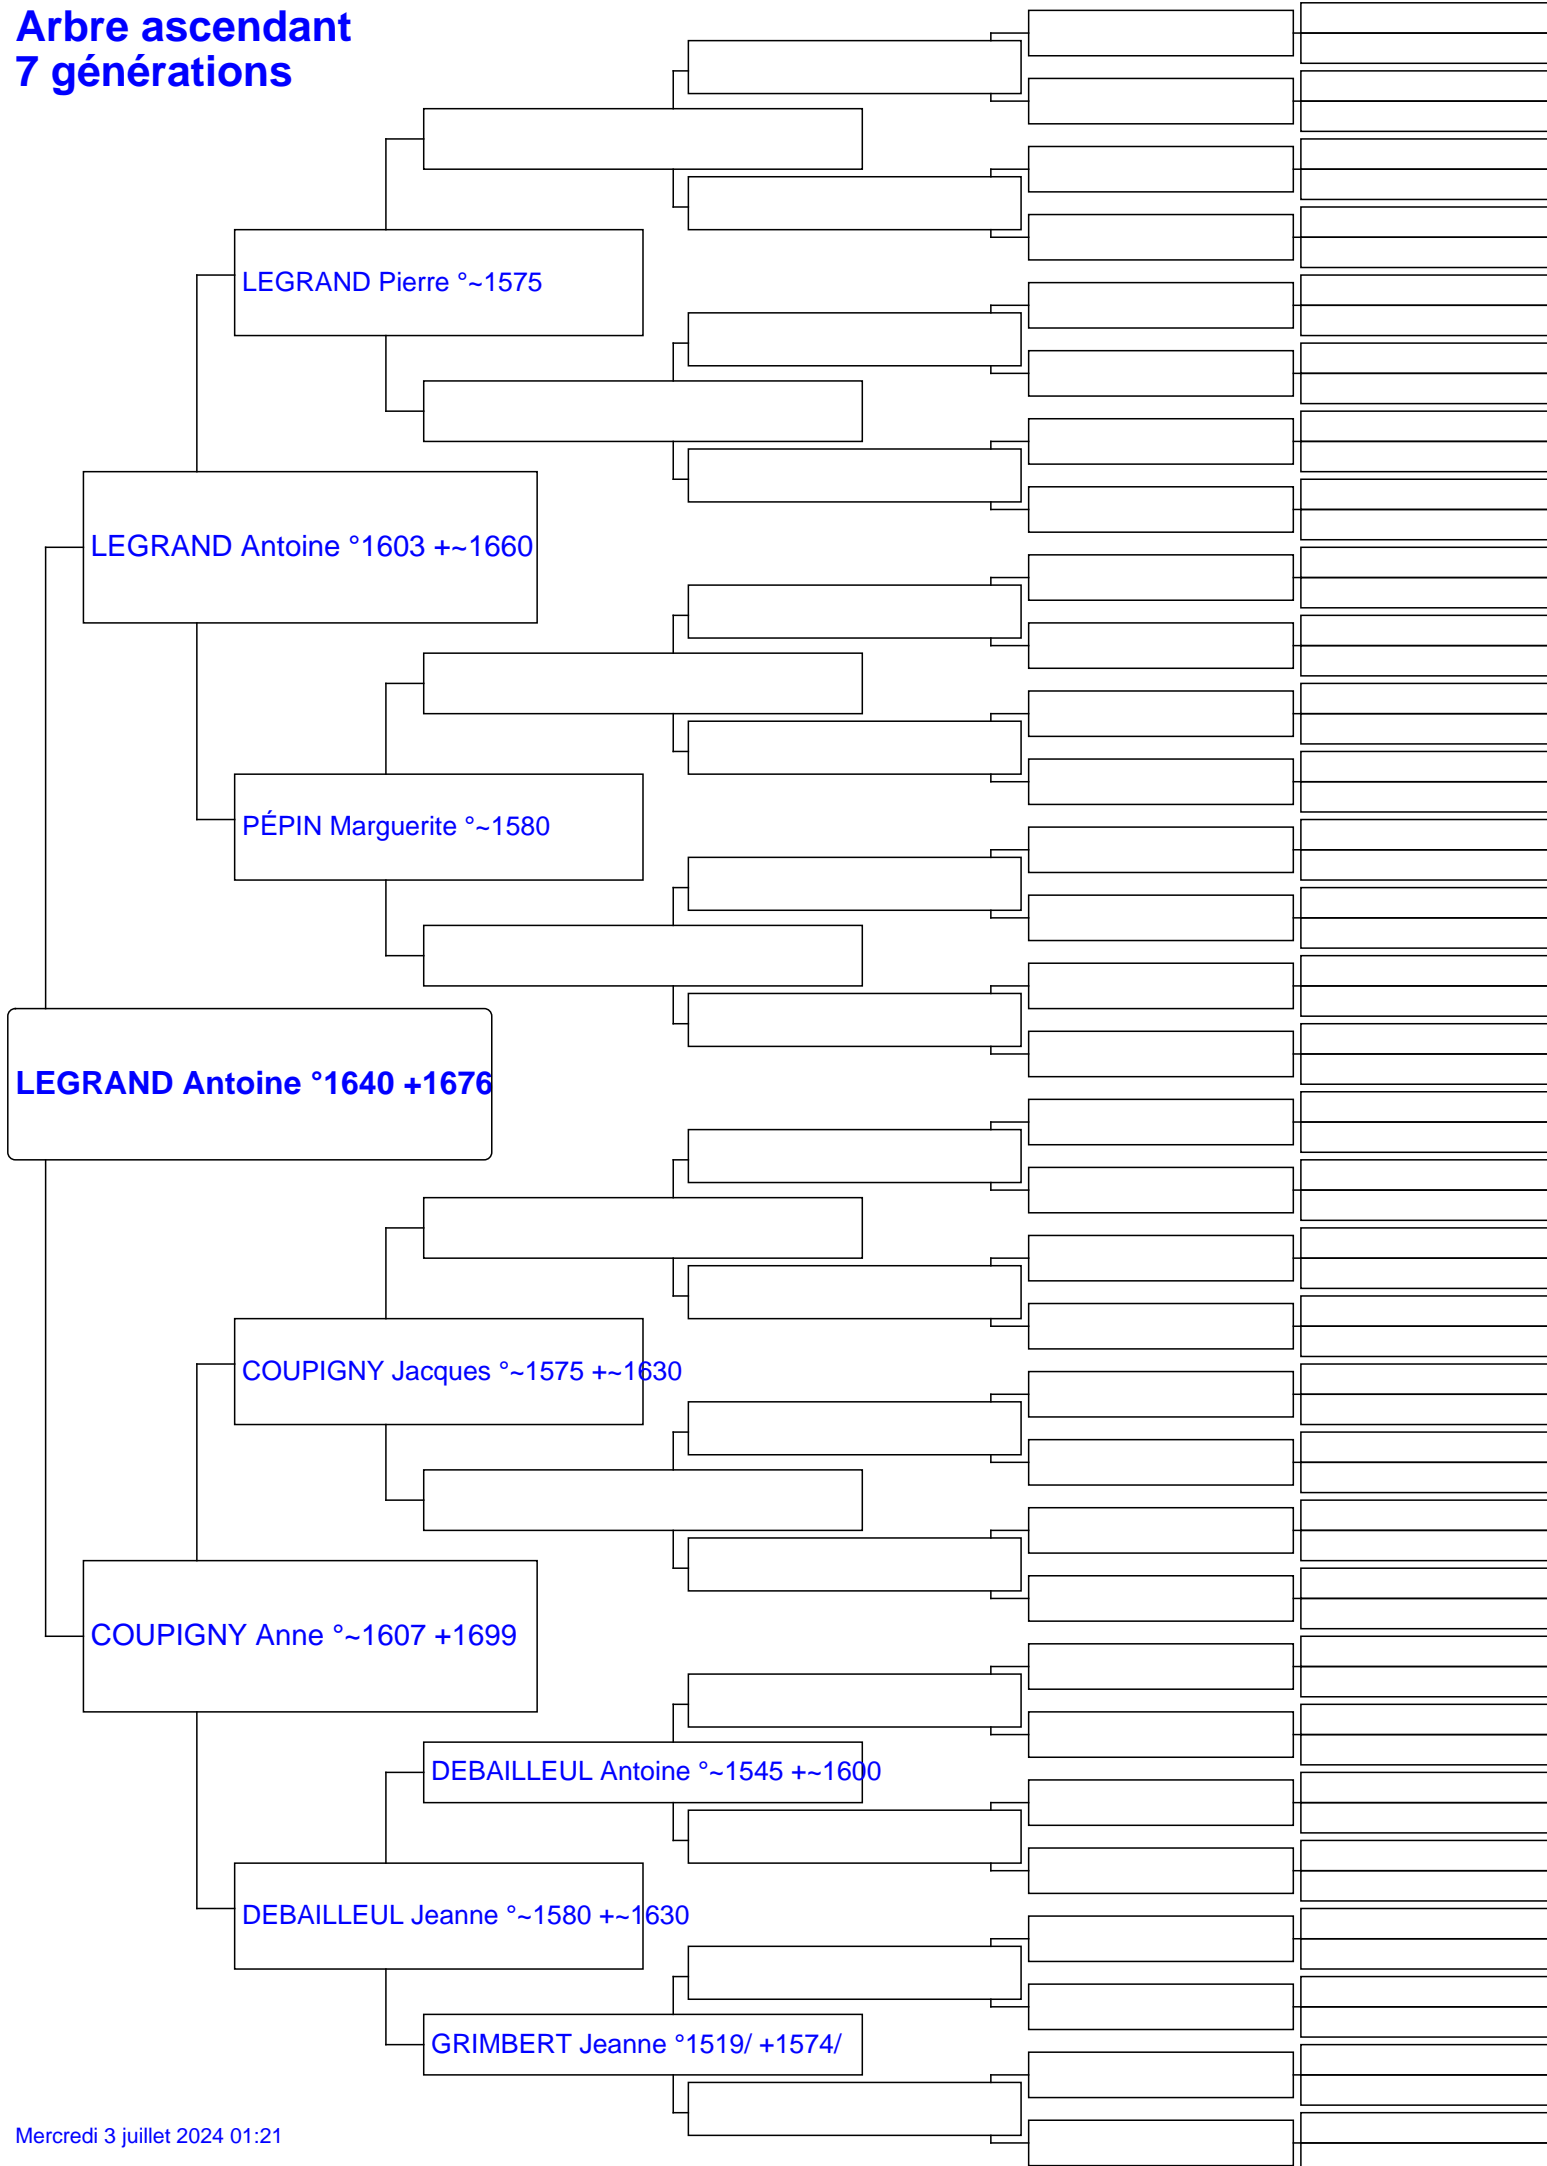 Arbre ascendant
7 générations
LEGRAND Pierre °~1575
LEGRAND Antoine °1603 +~1660
PÉPIN Marguerite °~1580
LEGRAND Antoine °1640 +1676
COUPIGNY Jacques °~1575 +~1630
COUPIGNY Anne °~1607 +1699
DEBAILLEUL Antoine °~1545 +~1600
DEBAILLEUL Jeanne °~1580 +~1630
GRIMBERT Jeanne °1519/ +1574/
Mercredi 3 juillet 2024 01:21